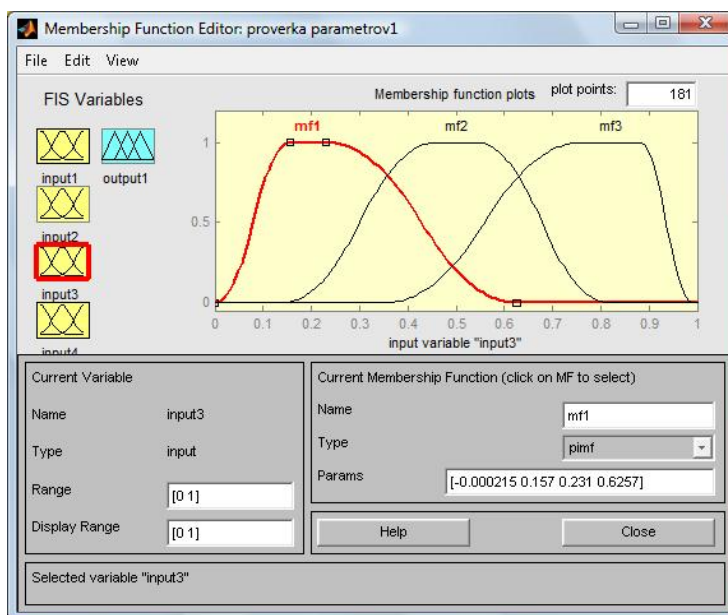 Membership Function Editor: proverka parametrov1
File Edit View
FIS Variables
Membership function plots plot points: 181
input1 output1
input2
input3
input4
mf1 mf2 mf3
1
0.5
0
0 0.1 0.2 0.3 0.4 0.5 0.6 0.7 0.8 0.9 1
input variable "input3"
Current Variable
Name input3
Type input
Range [0 1]
Display Range [0 1]
Current Membership Function (click on MF to select)
Name mf1
Type pimf
Params [-0.000215 0.157 0.231 0.6257]
Help Close
Selected variable "input3"